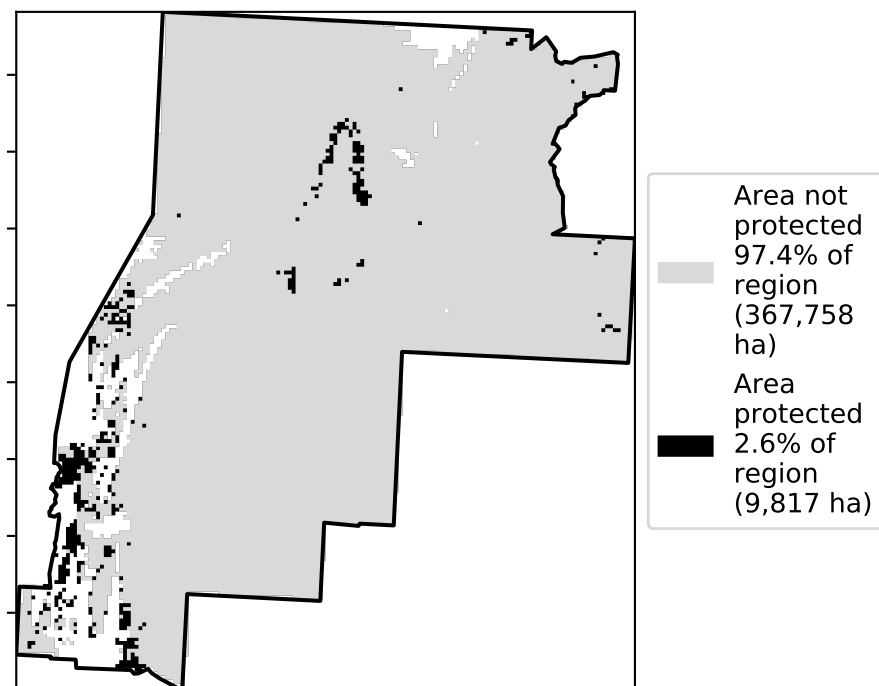 Area not
protected
97.4% of
region
(367,758
ha)
Area
protected
2.6% of
region
(9,817 ha)